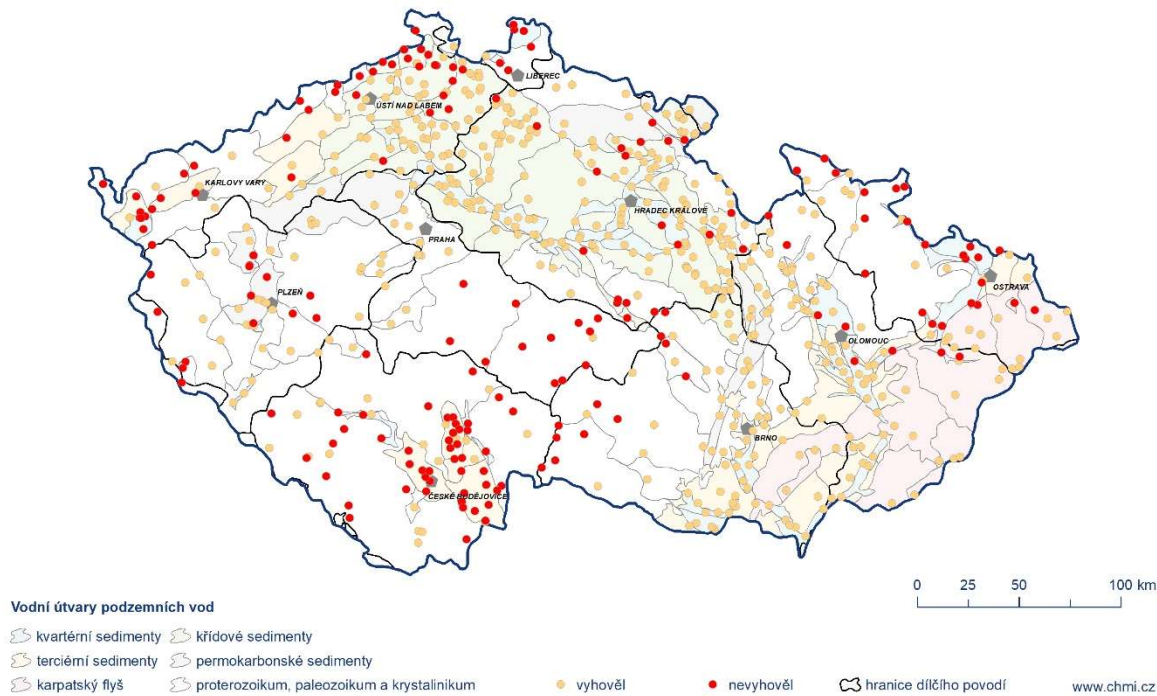 LIBEREC
ÚSTÍ NAD LABEM
KARLOVY VARY
HRADEC KRÁLOVÉ
PRAHA
PLZEŇ
OSTRAVA
OLOMOUC
BRNO
ČESKÉ BUDĚJOVICE
0 25 50 100 km
Vodní útvary podzemních vod
kvartérní sedimenty křídové sedimenty
terciérní sedimenty permokarbonské sedimenty
karpatský flyš proterozoikum, paleozoikum a krystalinikum vyhověl nevyhověl hranice dílčího povodí www.chmi.cz